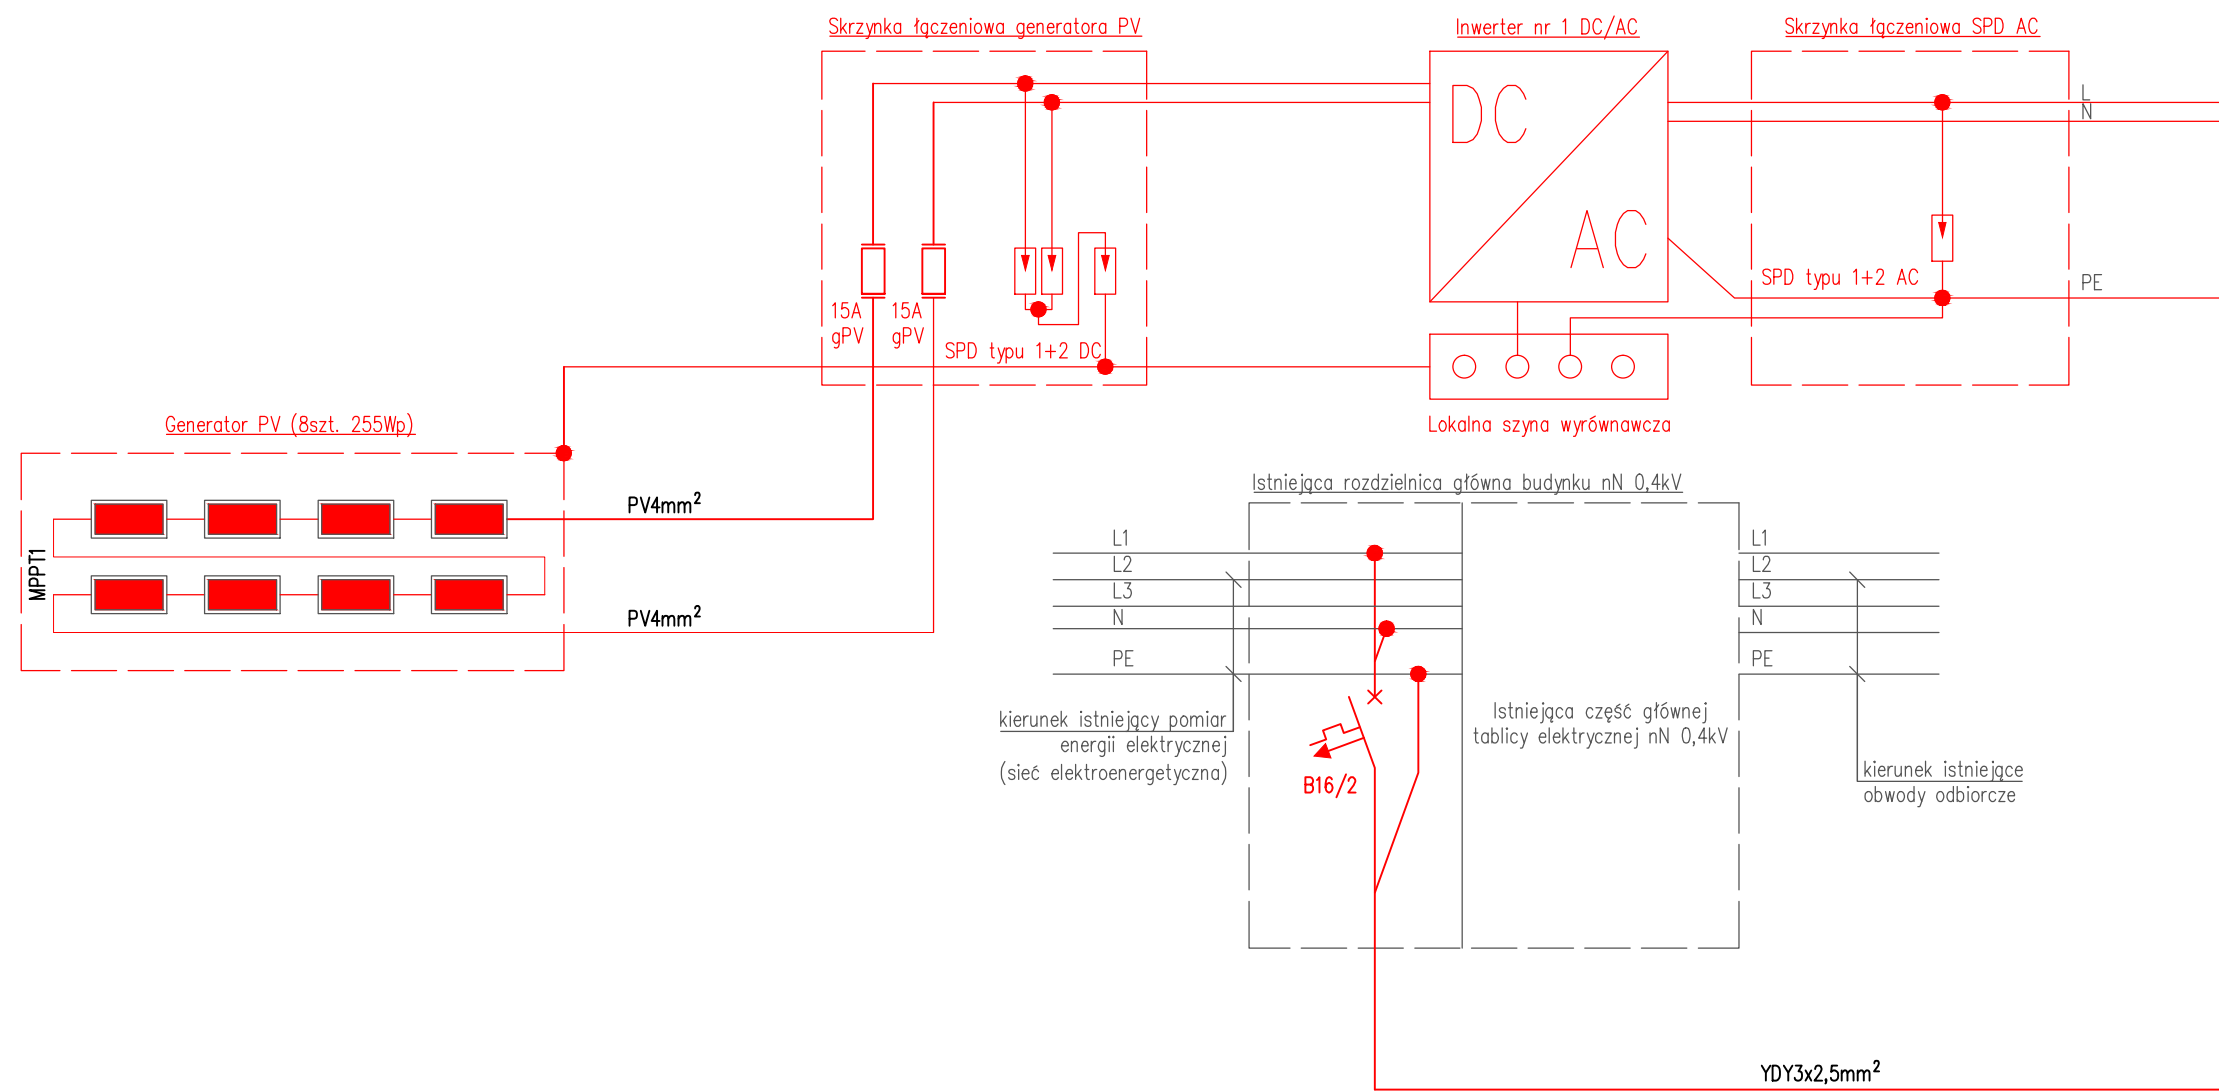 Skrzynka łączeniowa generatora PV
Inwerter nr 1 DC/AC
Skrzynka łączeniowa SPD AC
DC
AC
L
N
PE
15A
gPV
15A
gPV
SPD typu 1+2 DC
SPD typu 1+2 AC
Lokalna szyna wyrównawcza
Generator PV (8szt. 255Wp)
MPPT1
PV4mm²
PV4mm²
Istniejąca rozdzielnica główna budynku nN 0,4kV
L1
L2
L3
N
PE
L1
L2
L3
N
PE
kierunek istniejący pomiar
energii elektrycznej
(sieć elektroenergetyczna)
B16/2
Istniejąca część głównej
tablicy elektrycznej nN 0,4kV
kierunek istniejące
obwody odbiorcze
YDY3x2,5mm²